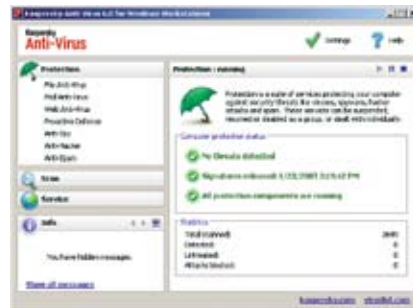 Kaspersky Anti-Virus 6.0 for Windows Workstations
Kaspersky
Anti-Virus
Settings
Help
Protection
File Anti-Virus
Mail Anti-Virus
Web Anti-Virus
Proactive Defense
Anti-Spy
Anti-Hacker
Anti-Spam
Scan
Service
Info
You have hidden messages.
Show all messages
Protection : running
Protection is a suite of services protecting your computer
against security threats like viruses, spyware, hacker
attacks and spam. These services can be suspended,
resumed or disabled as a group, or dealt with individually.
Computer protection status
No threats detected
Signatures released:
All protection components are running
Statistics
Total scanned:
Detected: 0
Untreated: 0
Attacks blocked: 0
kaspersky.com viruslist.com